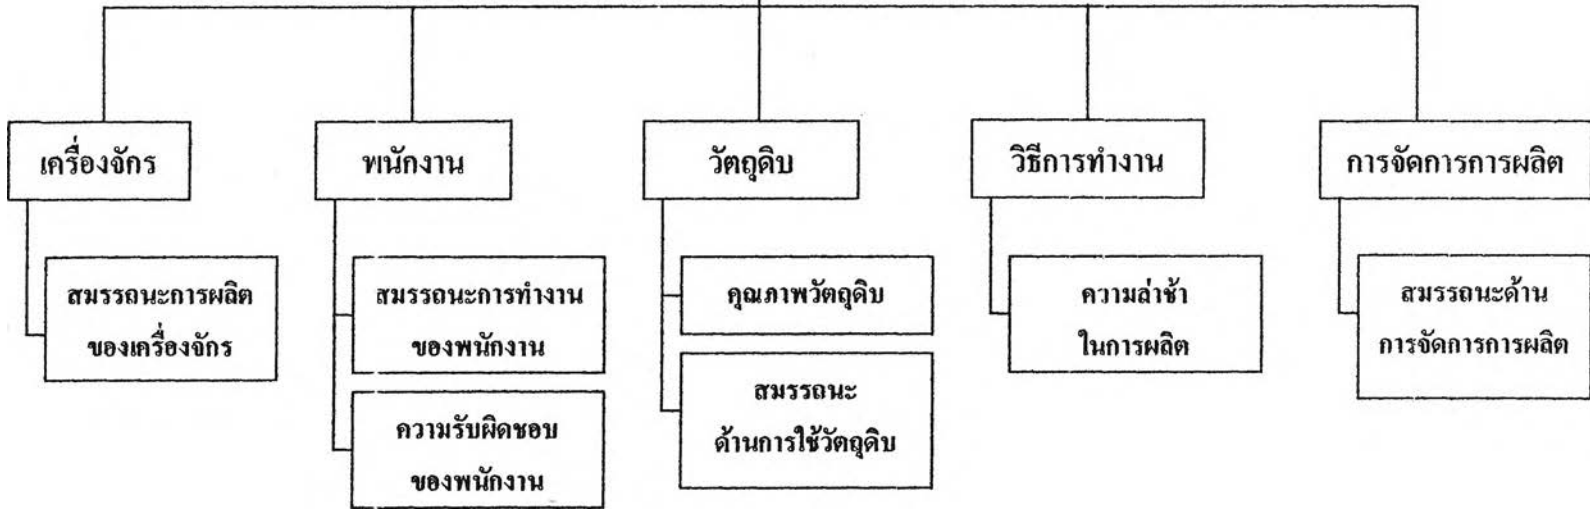 เครื่องจักร
พนักงาน
วัตถุดิบ
วิธีการทำงาน
การจัดการการผลิต
สมรรถนะการผลิต
ของเครื่องจักร
สมรรถนะการทำงาน
ของพนักงาน
ความรับผิดชอบ
ของพนักงาน
คุณภาพวัตถุดิบ
สมรรถนะ
ด้านการใช้วัตถุดิบ
ความล่าช้า
ในการผลิต
สมรรถนะด้าน
การจัดการการผลิต